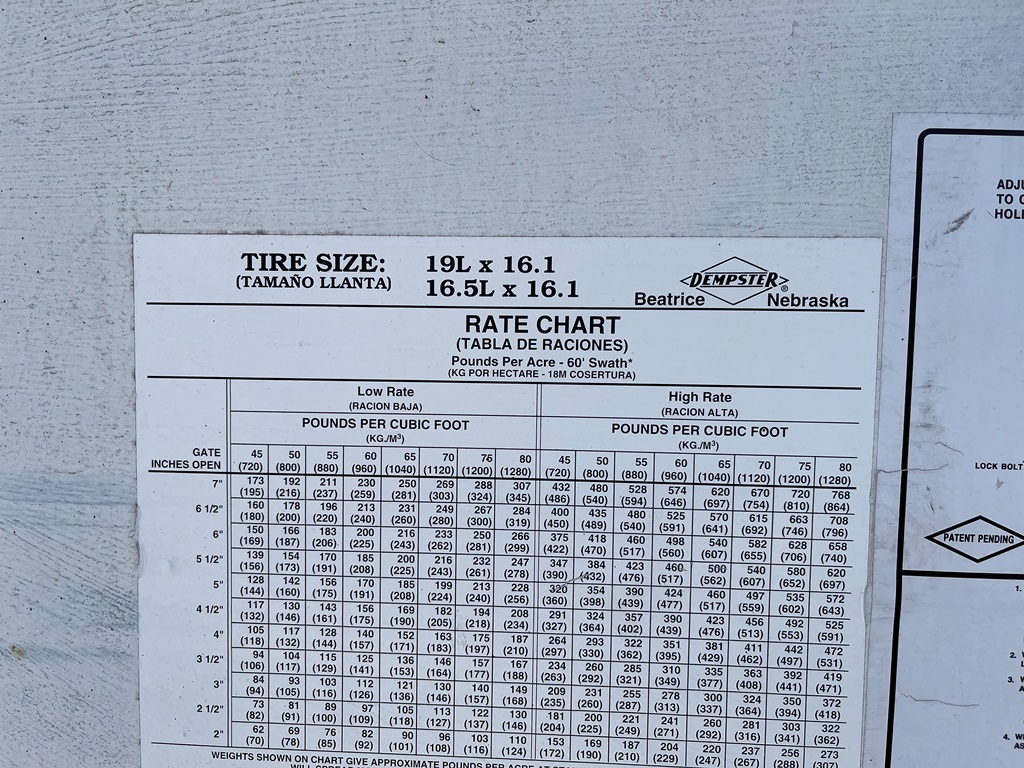 TIRE SIZE: 19L x 16.1
(TAMAÑO LLANTA) 16.5L x 16.1
DEMPSTER®
Beatrice Nebraska
RATE CHART
(TABLA DE RACIONES)
Pounds Per Acre - 60' Swath*
(KG POR HECTARE - 18M COSERTURA)
Low Rate High Rate
(RACION BAJA) (RACION ALTA)
POUNDS PER CUBIC FOOT POUNDS PER CUBIC FOOT
(KG./M³) (KG./M³)
GATE 45 50 55 60 65 70 76 80 45 50 55 60 65 70 75 80
INCHES OPEN (720) (800) (880) (960) (1040) (1120) (1200) (1280) (720) (800) (880) (960) (1040) (1120) (1200) (1280)
7" 173 192 211 230 250 269 288 307 432 480 528 574 620 670 720 768
(195) (216) (237) (259) (281) (303) (324) (345) (486) (540) (594) (646) (697) (754) (810) (864)
6 1/2" 160 178 196 213 231 249 267 284 400 435 480 525 570 615 663 708
(180) (200) (220) (240) (260) (280) (300) (319) (450) (489) (540) (591) (641) (692) (746) (796)
6" 150 166 183 200 216 233 250 266 375 418 460 498 540 582 628 658
(169) (187) (206) (225) (243) (262) (281) (299) (422) (470) (517) (560) (607) (655) (706) (740)
5 1/2" 139 154 170 185 200 216 232 247 347 384 423 460 500 540 580 620
(156) (173) (191) (208) (225) (243) (261) (278) (390) (432) (476) (517) (562) (607) (652) (697)
5" 128 142 156 170 185 199 213 228 320 354 390 424 460 497 535 572
(144) (160) (175) (191) (208) (224) (240) (256) (360) (398) (439) (477) (517) (559) (602) (643)
4 1/2" 117 130 143 156 169 182 194 208 291 324 357 390 423 456 492 525
(132) (146) (161) (175) (190) (205) (218) (234) (327) (364) (402) (439) (476) (513) (553) (591)
4" 105 117 128 140 152 163 175 187 264 293 322 351 381 411 442 472
(118) (132) (144) (157) (171) (183) (197) (210) (297) (330) (362) (395) (429) (462) (497) (531)
3 1/2" 94 104 115 125 136 146 157 167 234 260 285 310 335 363 392 419
(106) (117) (129) (141) (153) (164) (177) (188) (263) (292) (321) (349) (377) (408) (441) (471)
3" 84 93 103 112 121 130 140 149 209 231 255 278 300 324 350 372
(94) (105) (116) (126) (136) (146) (157) (168) (235) (260) (287) (313) (337) (364) (394) (418)
2 1/2" 73 81 89 97 105 113 122 130 181 200 221 241 260 281 303 322
(82) (91) (100) (109) (118) (127) (137) (146) (204) (225) (249) (271) (292) (316) (341) (362)
2" 62 69 76 82 90 96 103 110 153 169 187 204 220 237 256 273
(70) (78) (85) (92) (101) (108) (116) (124) (172) (190) (210) (229) (247) (267) (288) (307)
WEIGHTS SHOWN ON CHART GIVE APPROXIMATE POUNDS PER ACRE AT
TO
HOL
LOCK BOLT
PATENT PENDING
1.
2.
3.
4.